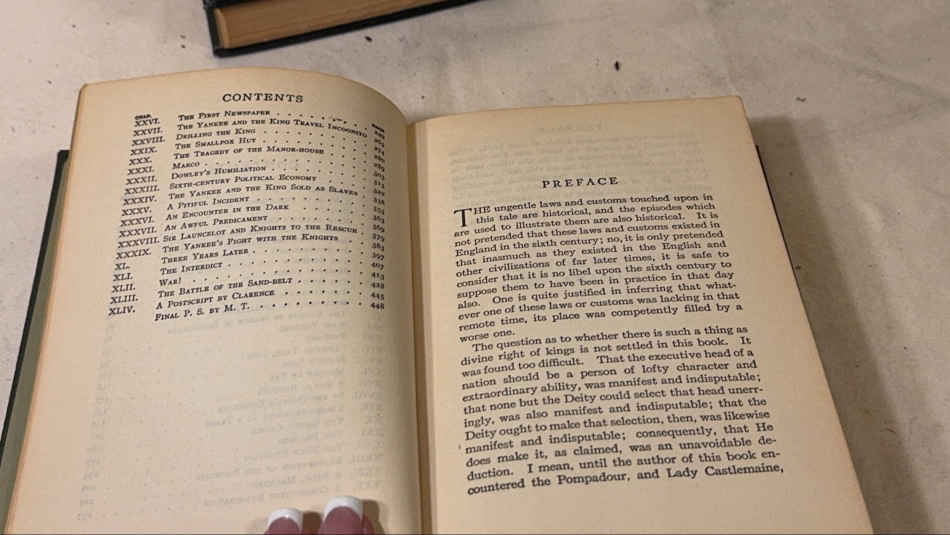 CONTENTS
CHAP. PAGE
XXVI. THE FIRST NEWSPAPER
XXVII. THE YANKEE AND THE KING TRAVEL INCOGNITO
XXVIII. DRILLING THE KING
XXIX. THE SMALLPOX HUT
XXX. THE TRAGEDY OF THE MANOR-HOUSE
XXXI. MARCO
XXXII. DOWLEY'S HUMILIATION
XXXIII. SIXTH-CENTURY POLITICAL ECONOMY
XXXIV. THE YANKEE AND THE KING SOLD AS SLAVES
XXXV. A PITIFUL INCIDENT
XXXVI. AN ENCOUNTER IN THE DARK
XXXVII. AN AWFUL PREDICAMENT
XXXVIII. SIR LAUNCELOT AND KNIGHTS TO THE RESCUE
XXXIX. THE YANKEE'S FIGHT WITH THE KNIGHTS
XL. THREE YEARS LATER 397
XLI. THE INTERDICT 407
XLII. WAR! 413
XLIII. THE BATTLE OF THE SAND-BELT 428
XLIV. A POSTSCRIPT BY CLARENCE 445
FINAL P. S. BY M. T. 448
PREFACE
THE ungentle laws and customs touched upon in
this tale are historical, and the episodes which
are used to illustrate them are also historical. It is
not pretended that these laws and customs existed in
England in the sixth century; no, it is only pretended
that inasmuch as they existed in the English and
other civilizations of far later times, it is safe to
consider that it is no libel upon the sixth century to
suppose them to have been in practice in that day
also. One is quite justified in inferring that what-
ever one of these laws or customs was lacking in that
remote time, its place was competently filled by a
worse one.
The question as to whether there is such a thing as
divine right of kings is not settled in this book. It
was found too difficult. That the executive head of a
nation should be a person of lofty character and
extraordinary ability, was manifest and indisputable;
that none but the Deity could select that head unerr-
ingly, was also manifest and indisputable; that the
Deity ought to make that selection, then, was likewise
manifest and indisputable; consequently, that He
does make it, as claimed, was an unavoidable de-
duction. I mean, until the author of this book en-
countered the Pompadour, and Lady Castlemaine,